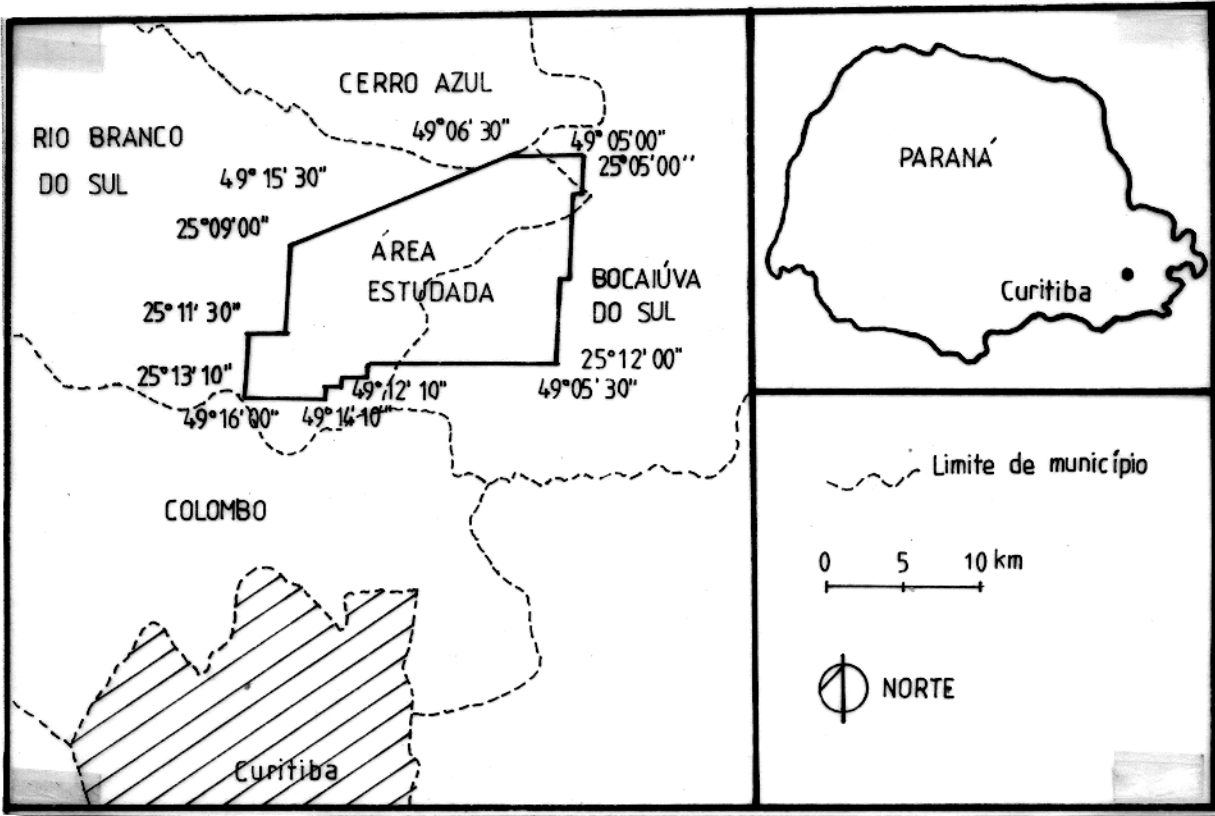 CERRO AZUL
49° 06' 30"
RIO BRANCO
DO SUL
49° 15' 30"
49° 05' 00"
25° 05' 00''
25° 09' 00"
ÁREA
ESTUDADA
BOCAIÚVA
DO SUL
25° 11' 30"
25° 12' 00"
25° 13' 10"
49° 12' 10"
49° 05' 30"
49° 16' 00"
49° 14' 10"
COLOMBO
Curitiba
PARANÁ
Curitiba
Limite de município
0 5 10 km
NORTE